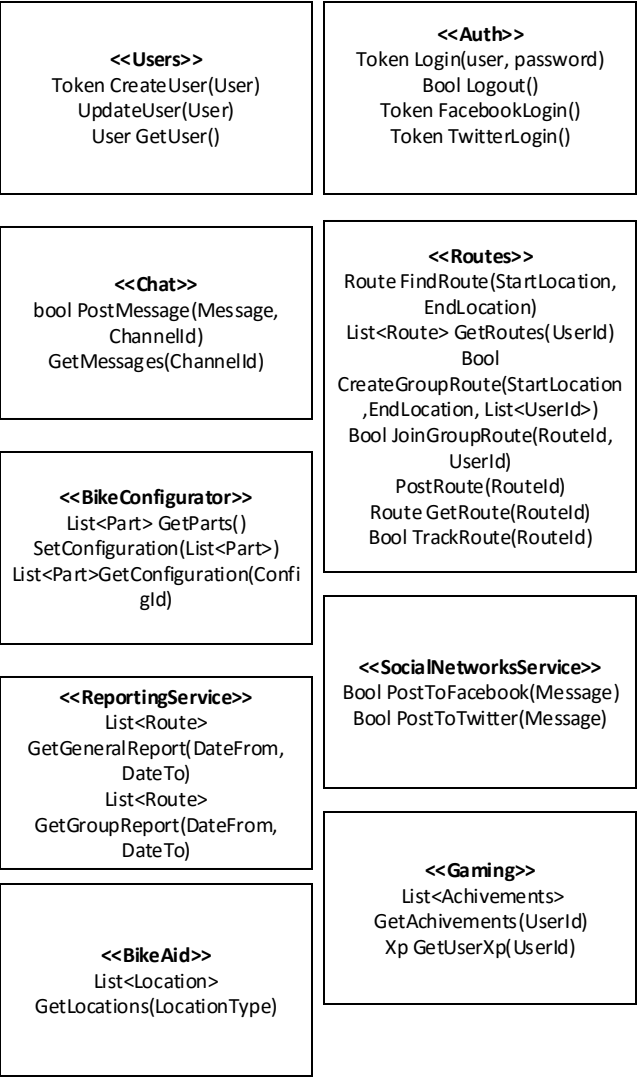 <<Users>>
Token CreateUser(User)
UpdateUser(User)
User GetUser()
<<Auth>>
Token Login(user, password)
Bool Logout()
Token FacebookLogin()
Token TwitterLogin()
<<Chat>>
bool PostMessage(Message,
ChannelId)
GetMessages(ChannelId)
<<Routes>>
Route FindRoute(StartLocation,
EndLocation)
List<Route> GetRoutes(UserId)
Bool
CreateGroupRoute(StartLocation
,EndLocation, List<UserId>)
Bool JoinGroupRoute(RouteId,
UserId)
PostRoute(RouteId)
Route GetRoute(RouteId)
Bool TrackRoute(RouteId)
<<BikeConfigurator>>
List<Part> GetParts()
SetConfiguration(List<Part>)
List<Part>GetConfiguration(Confi
gId)
<<SocialNetworksService>>
Bool PostToFacebook(Message)
Bool PostToTwitter(Message)
<<ReportingService>>
List<Route>
GetGeneralReport(DateFrom,
DateTo)
List<Route>
GetGroupReport(DateFrom,
DateTo)
<<Gaming>>
List<Achivements>
GetAchivements(UserId)
Xp GetUserXp(UserId)
<<BikeAid>>
List<Location>
GetLocations(LocationType)